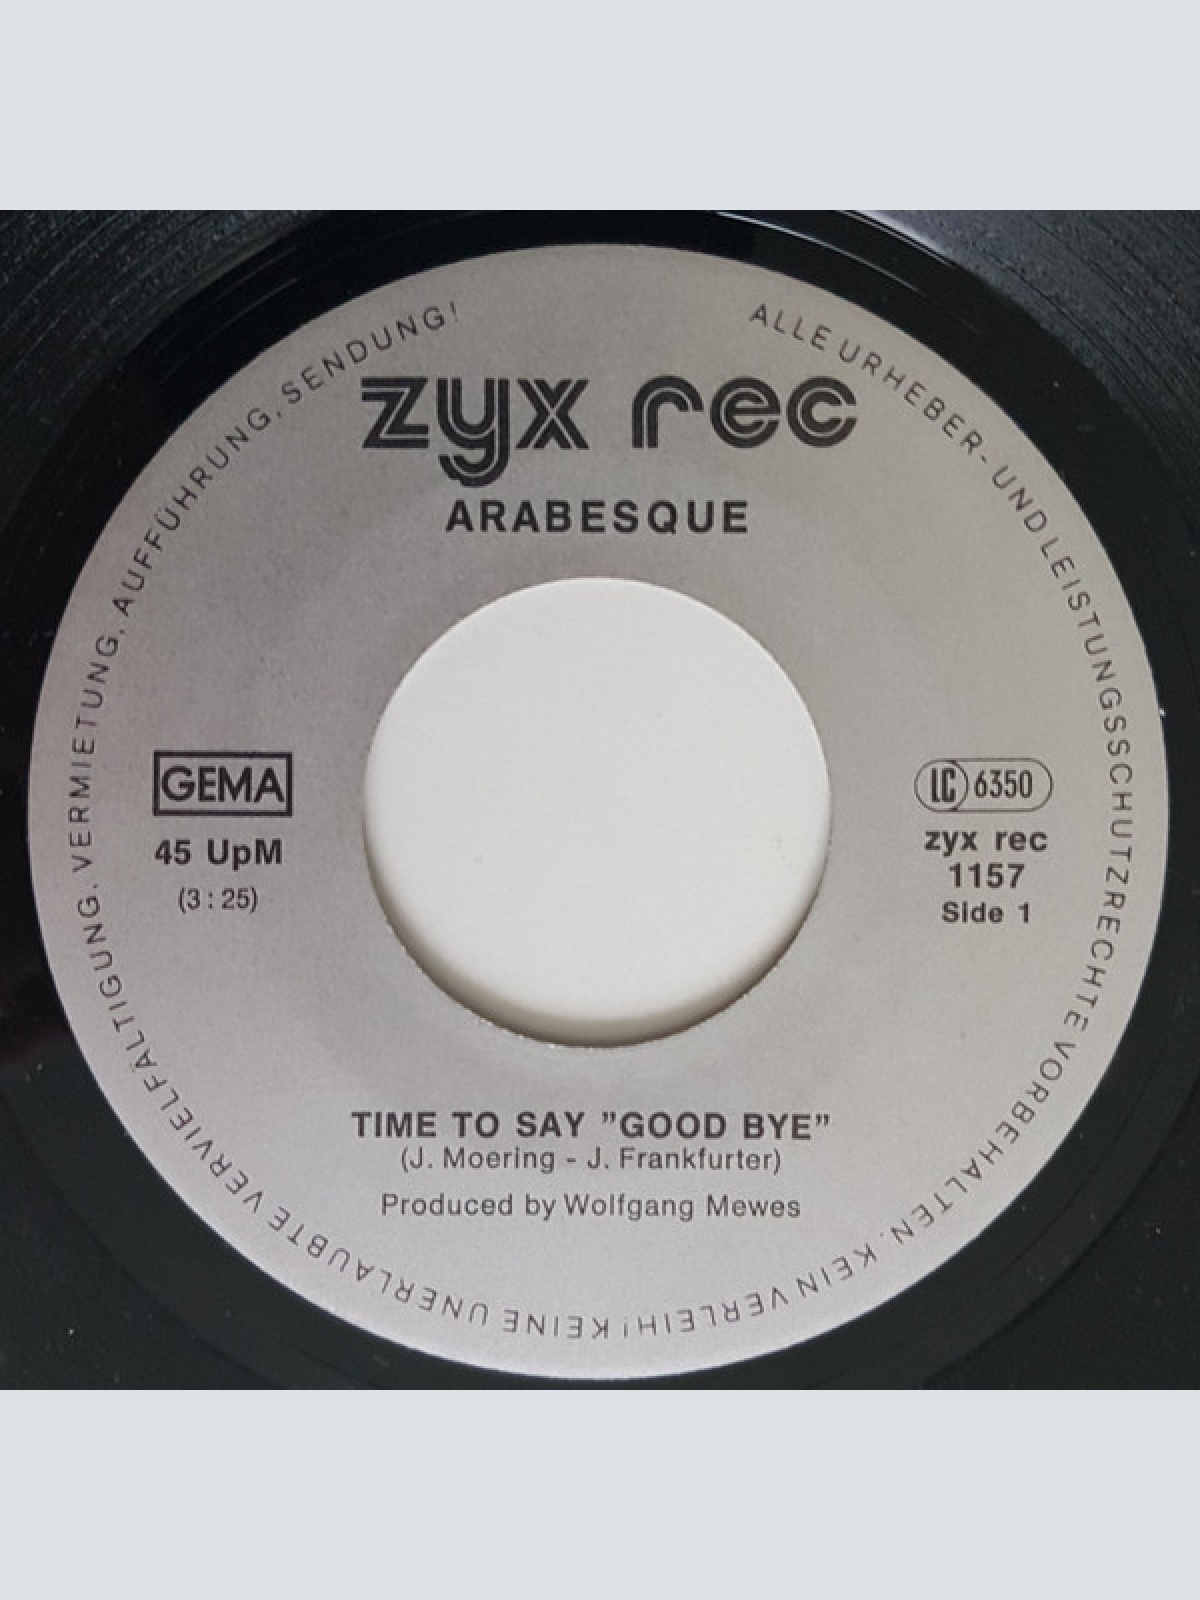 ALLE URHEBER- UND LEISTUNGSSCHUTZRECHTE VORBEHALTEN. KEIN VERLEIH! KEINE UNERLAUBTE VERVIELFÄLTIGUNG. VERMIETUNG. AUFFÜHRUNG. SENDUNG!
zyx rec
ARABESQUE
GEMA
45 UpM
(3:25)
LC 6350
zyx rec
1157
Side 1
TIME TO SAY "GOOD BYE"
(J. Moering - J. Frankfurter)
Produced by Wolfgang Mewes